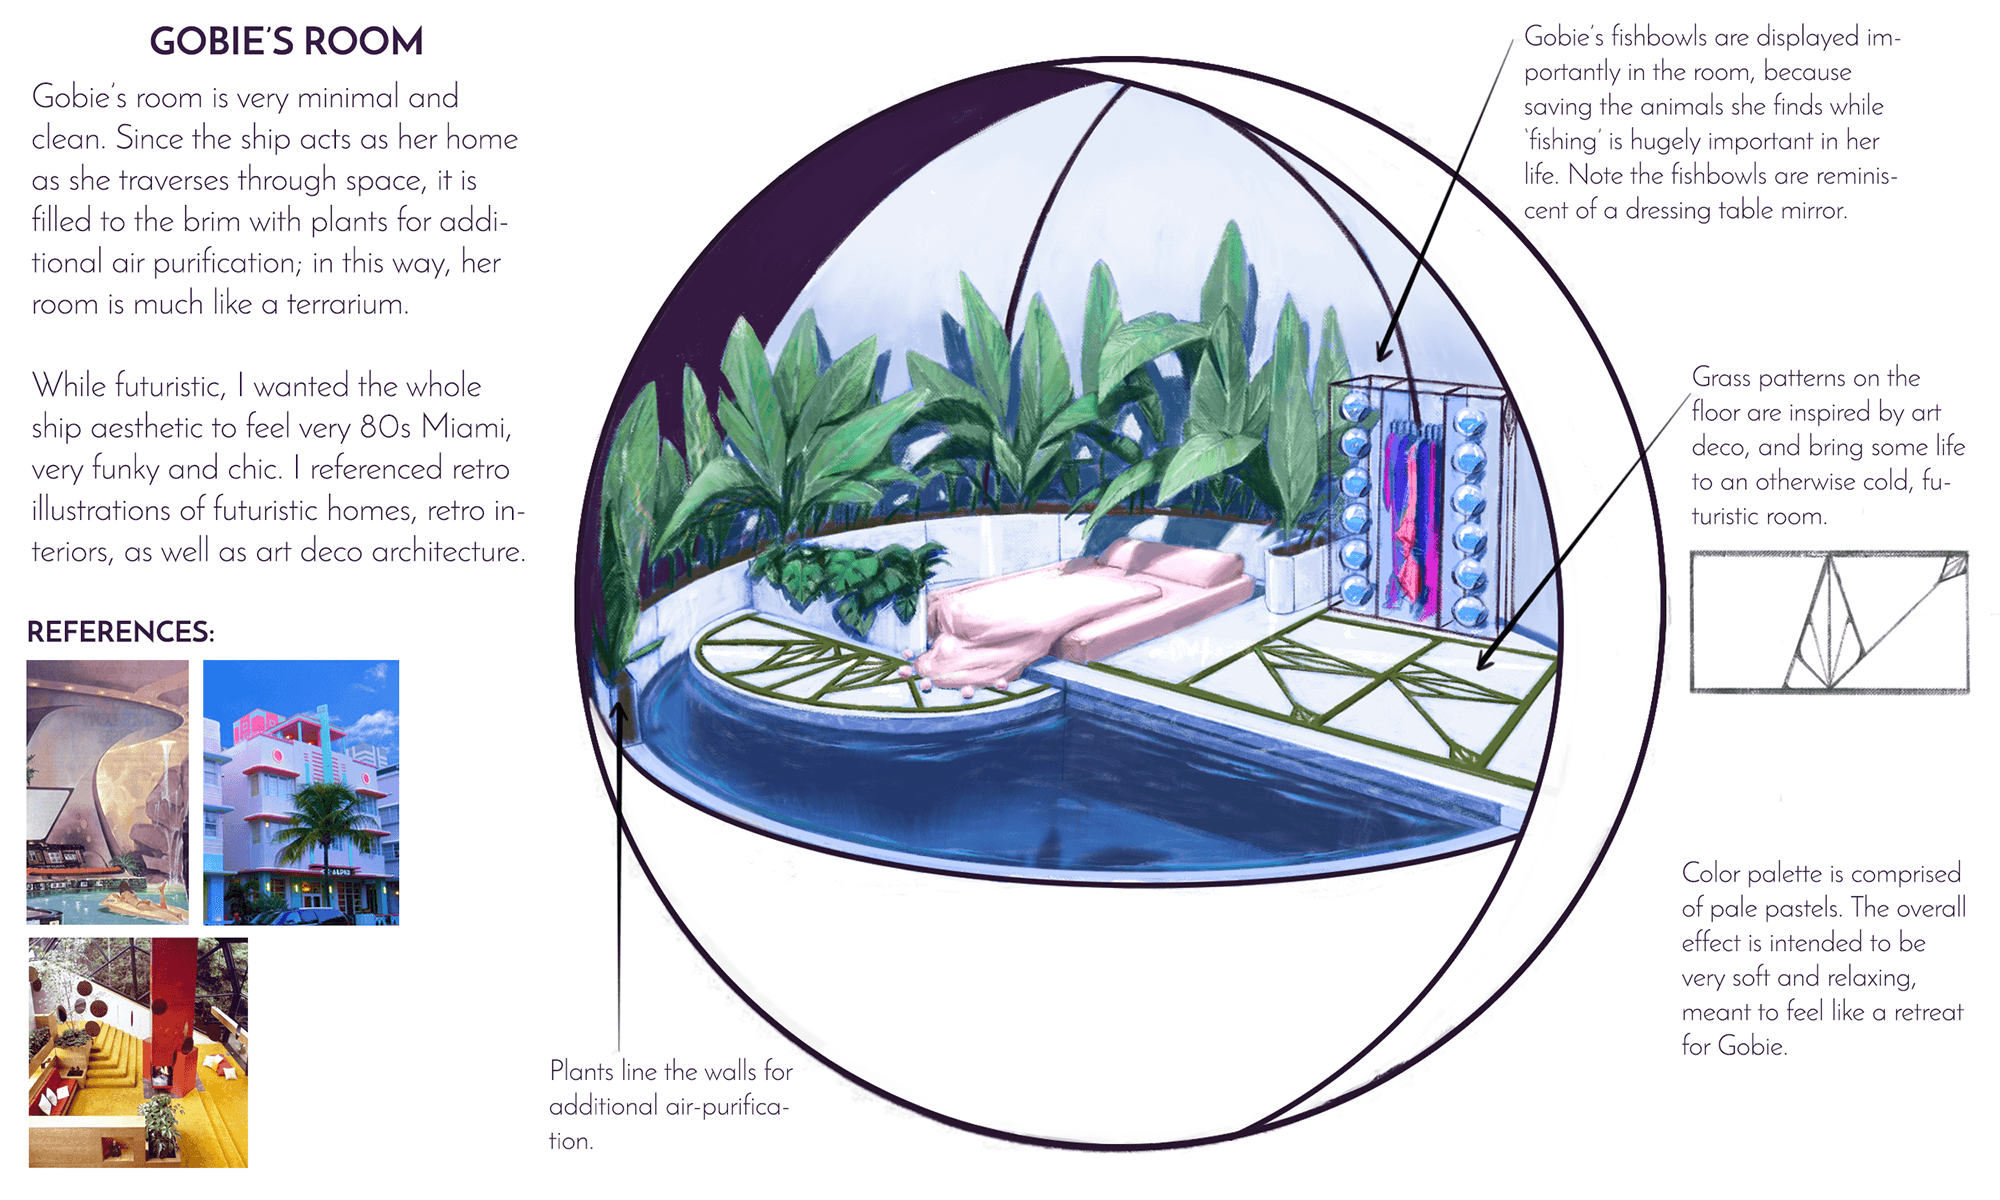 GOBIE'S ROOM
Gobie's room is very minimal and
clean. Since the ship acts as her home
as she traverses through space, it is
filled to the brim with plants for addi-
tional air purification; in this way, her
room is much like a terrarium.
While futuristic, I wanted the whole
ship aesthetic to feel very 80s Miami,
very funky and chic. I referenced retro
illustrations of futuristic homes, retro in-
teriors, as well as art deco architecture.
REFERENCES:
Plants line the walls for
additional air-purifica-
tion.
Gobie's fishbowls are displayed im-
portantly in the room, because
saving the animals she finds while
'fishing' is hugely important in her
life. Note the fishbowls are reminis-
cent of a dressing table mirror.
Grass patterns on the
floor are inspired by art
deco, and bring some life
to an otherwise cold, fu-
turistic room.
Color palette is comprised
of pale pastels. The overall
effect is intended to be
very soft and relaxing,
meant to feel like a retreat
for Gobie.